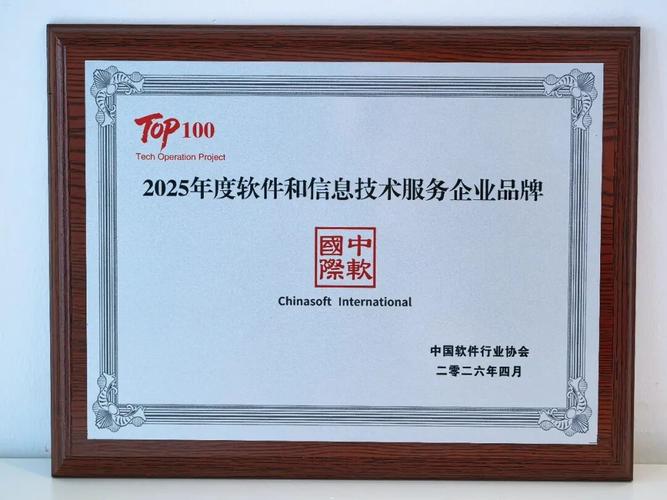 TOP 100
Tech Operation Project
2025年度软件和信息技术服务企业品牌
中軟
國際
Chinasoft International
中国软件行业协会
二零二六年四月